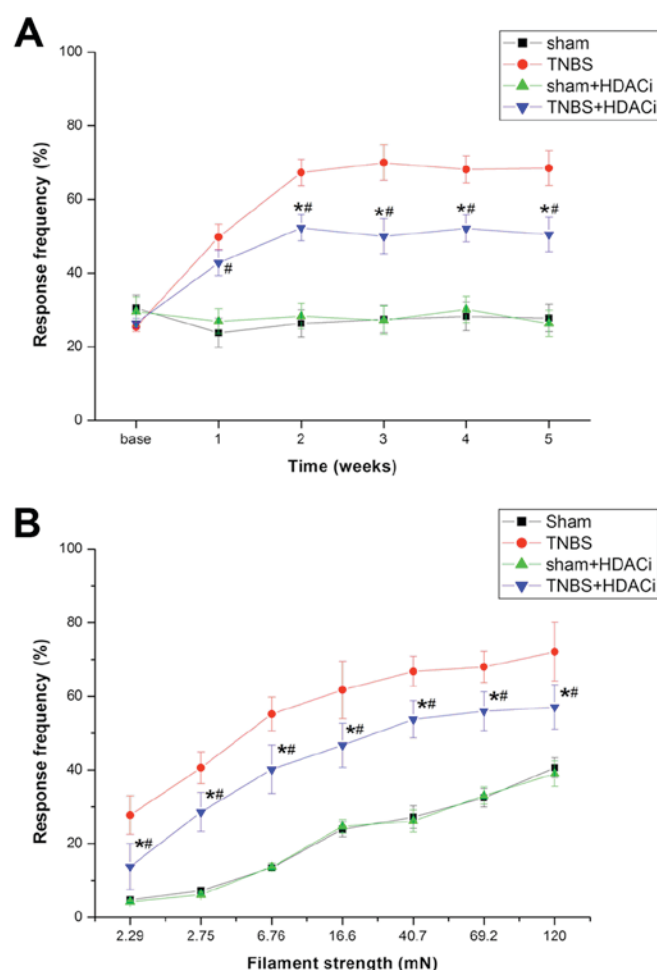 A
sham
TNBS
sham+HDACi
TNBS+HDACi
100
80
60
40
20
0
Response frequency (%)
*#
*#
*#
*#
#
base
1
2
3
4
5
Time (weeks)
B
Sham
TNBS
sham+HDACi
TNBS+HDACi
100
80
60
40
20
0
Response frequency (%)
*#
*#
*#
*#
*#
*#
*#
2.29
2.75
6.76
16.6
40.7
69.2
120
Filament strength (mN)